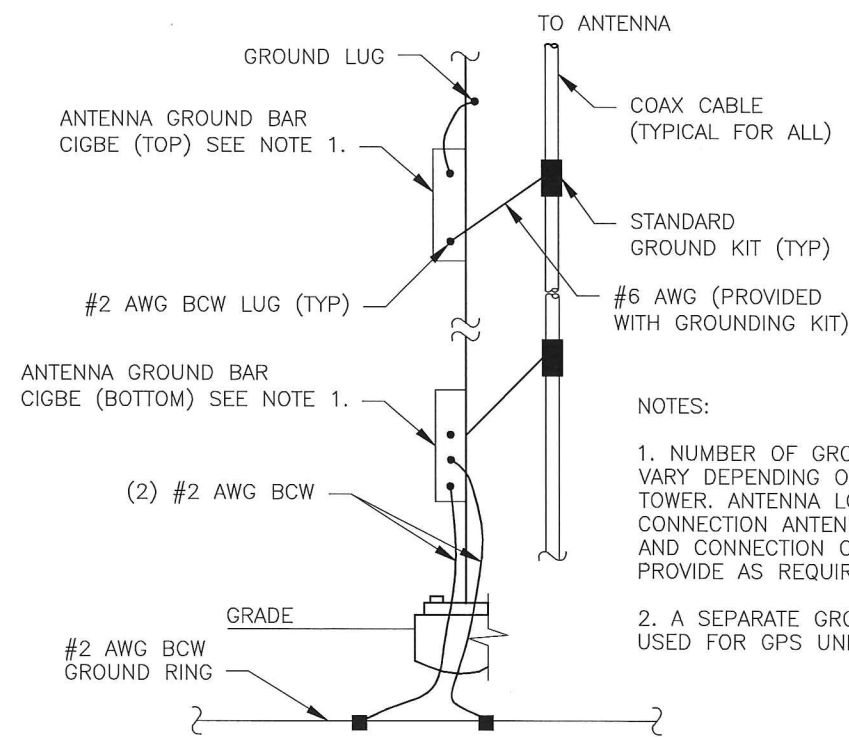 TO ANTENNA
GROUND LUG
COAX CABLE
(TYPICAL FOR ALL)
ANTENNA GROUND BAR
CIGBE (TOP) SEE NOTE 1.
STANDARD
GROUND KIT (TYP)
#2 AWG BCW LUG (TYP)
#6 AWG (PROVIDED
WITH GROUNDING KIT)
ANTENNA GROUND BAR
CIGBE (BOTTOM) SEE NOTE 1.
(2) #2 AWG BCW
GRADE
#2 AWG BCW
GROUND RING
NOTES:
1. NUMBER OF
VARY DEPENDING
TOWER. ANTENNA
CONNECTION
AND CONNECTION
PROVIDE AS
2. A SEPARATE
USED FOR GPS